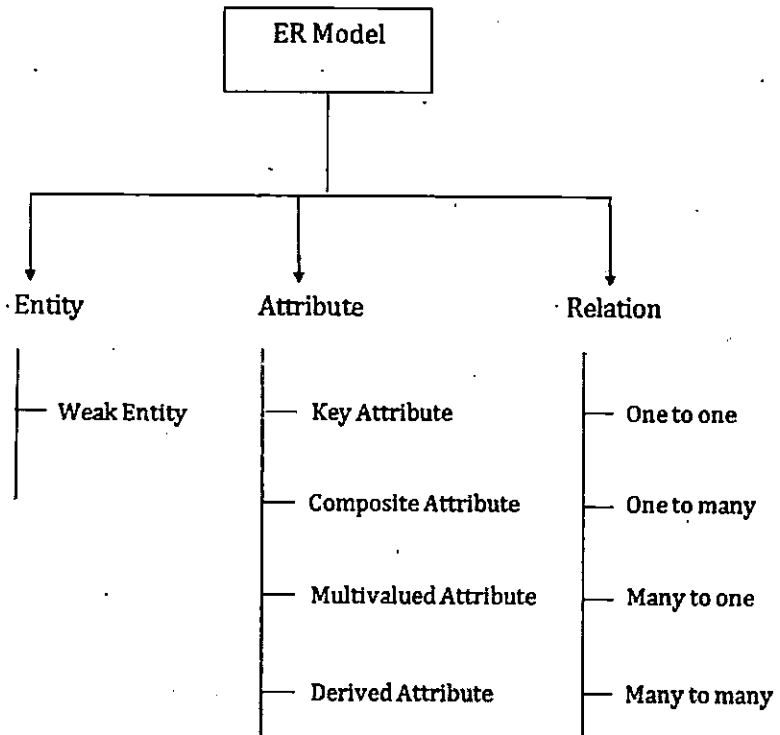 ER Model
Entity
Attribute
Relation
Weak Entity
Key Attribute
One to one
Composite Attribute
One to many
Multivalued Attribute
Many to one
Derived Attribute
Many to many